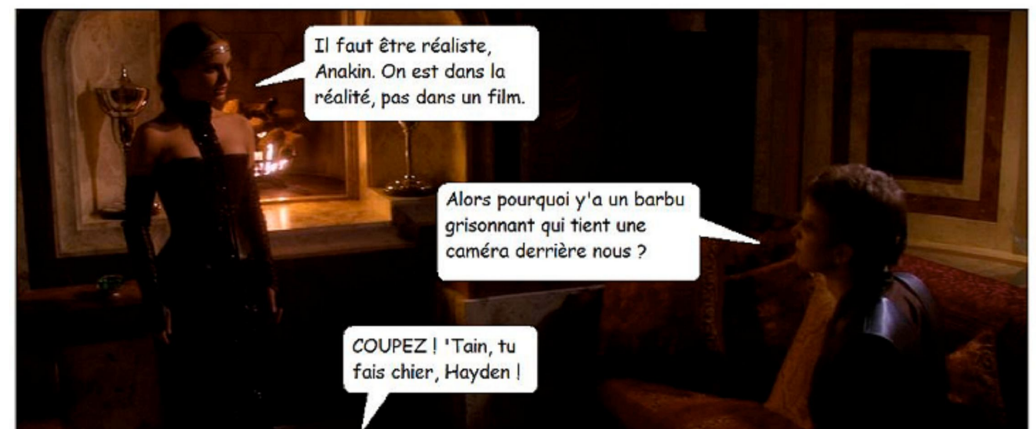 Il faut être réaliste,
Anakin. On est dans la
réalité, pas dans un film.
Alors pourquoi y'a un barbu
grisonnant qui tient une
caméra derrière nous ?
COUPEZ ! 'Tain, tu
fais chier, Hayden !